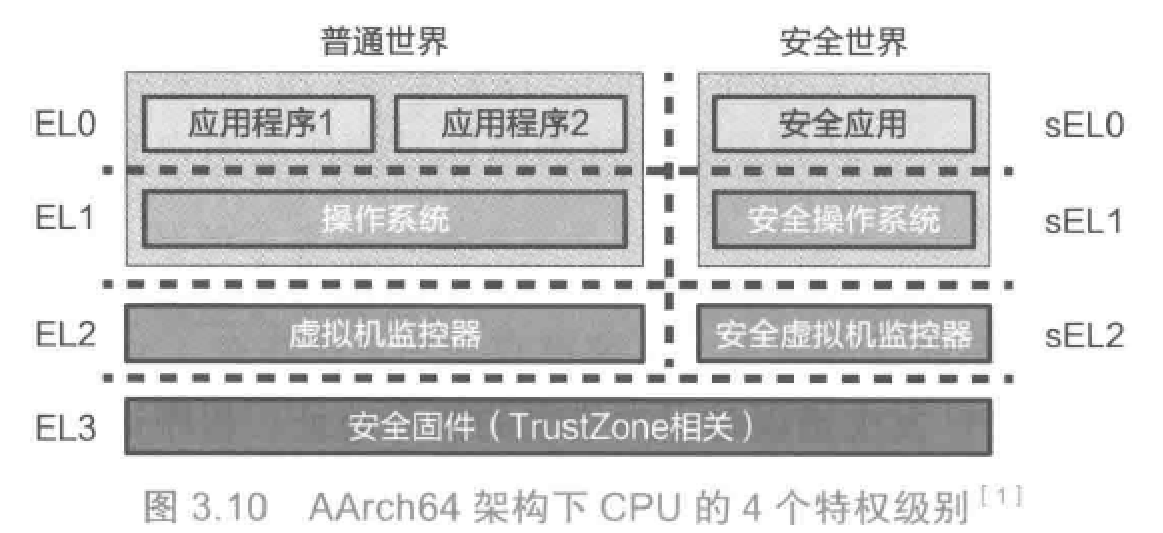 普通世界 安全世界
EL0 应用程序1 应用程序2 安全应用 sEL0
EL1 操作系统 安全操作系统 sEL1
EL2 虚拟机监控器 安全虚拟机监控器 sEL2
EL3 安全固件（TrustZone相关）
图 3.10 AArch64 架构下 CPU 的 4 个特权级别[1]